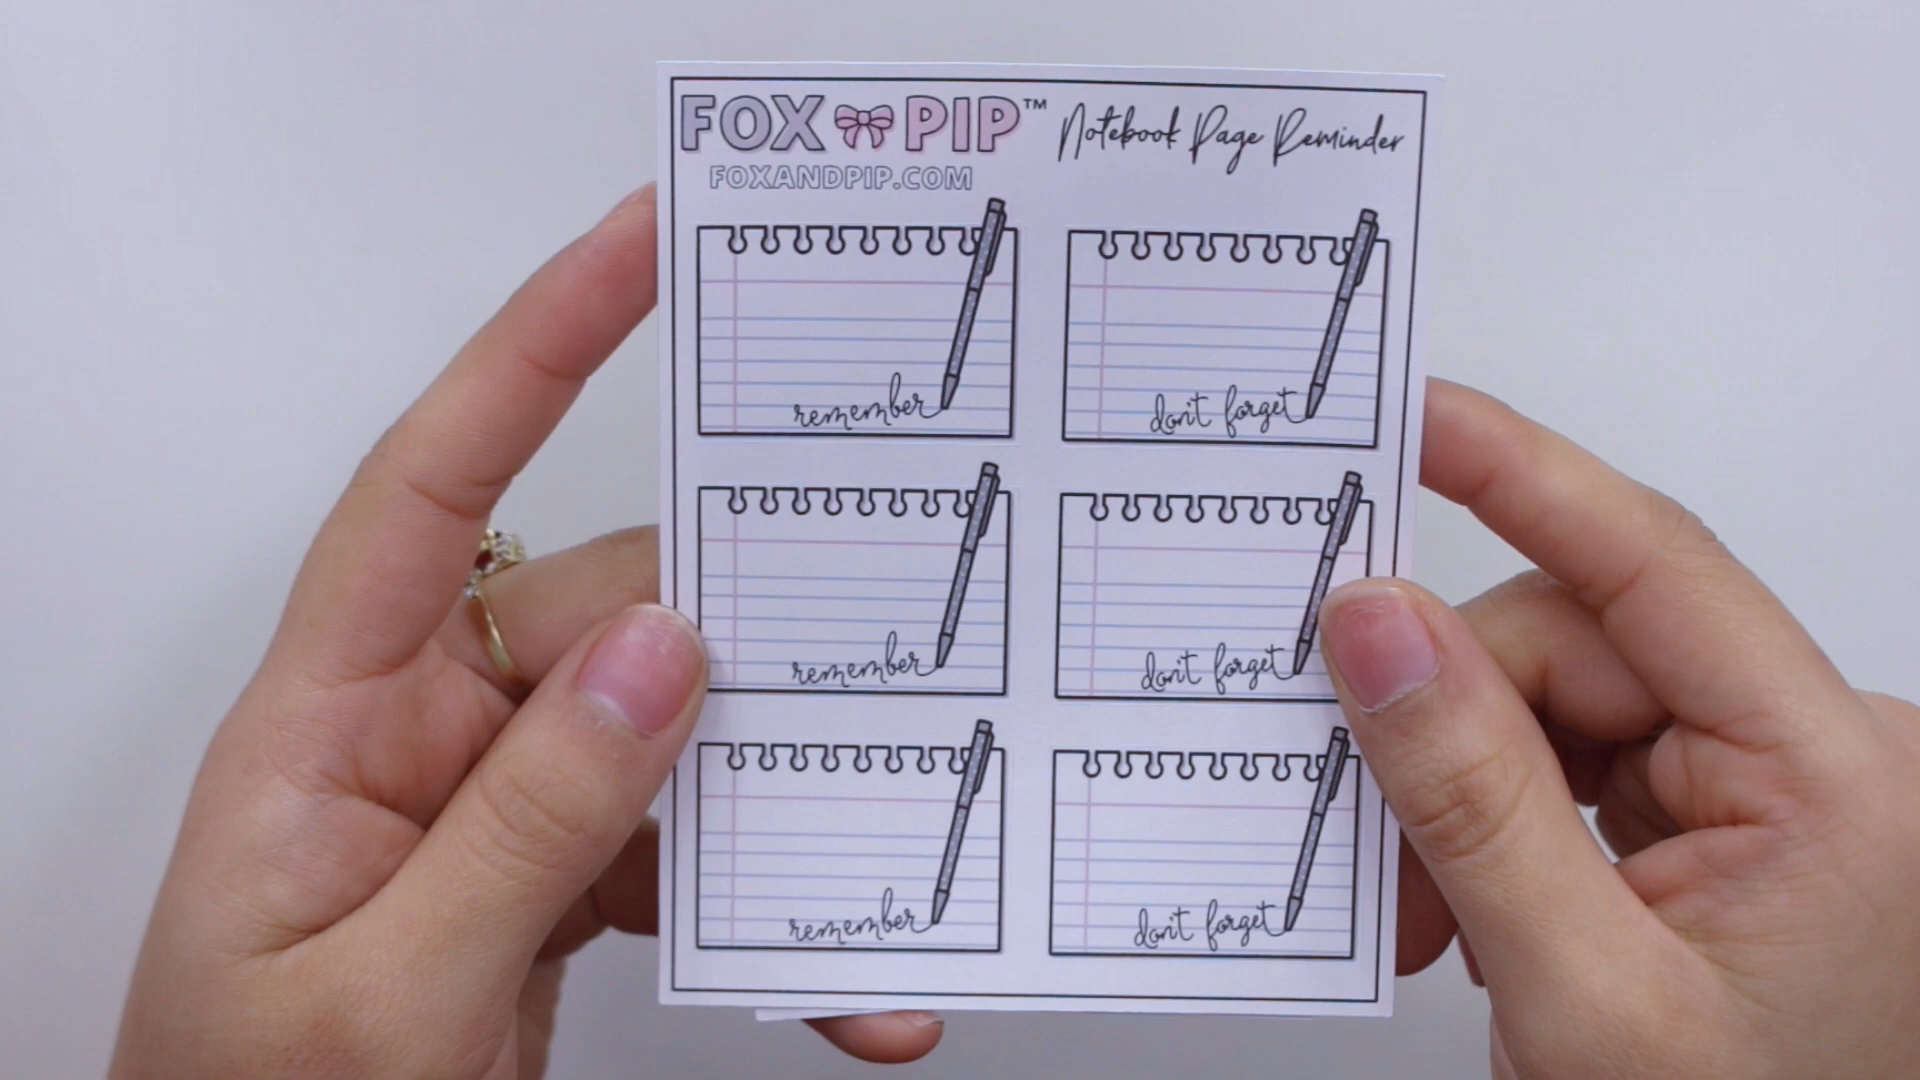 FOX PIP™ Notebook Page Reminder
FOXANDPIP.COM
remember
don't forget
remember
don't forget
remember
don't forget